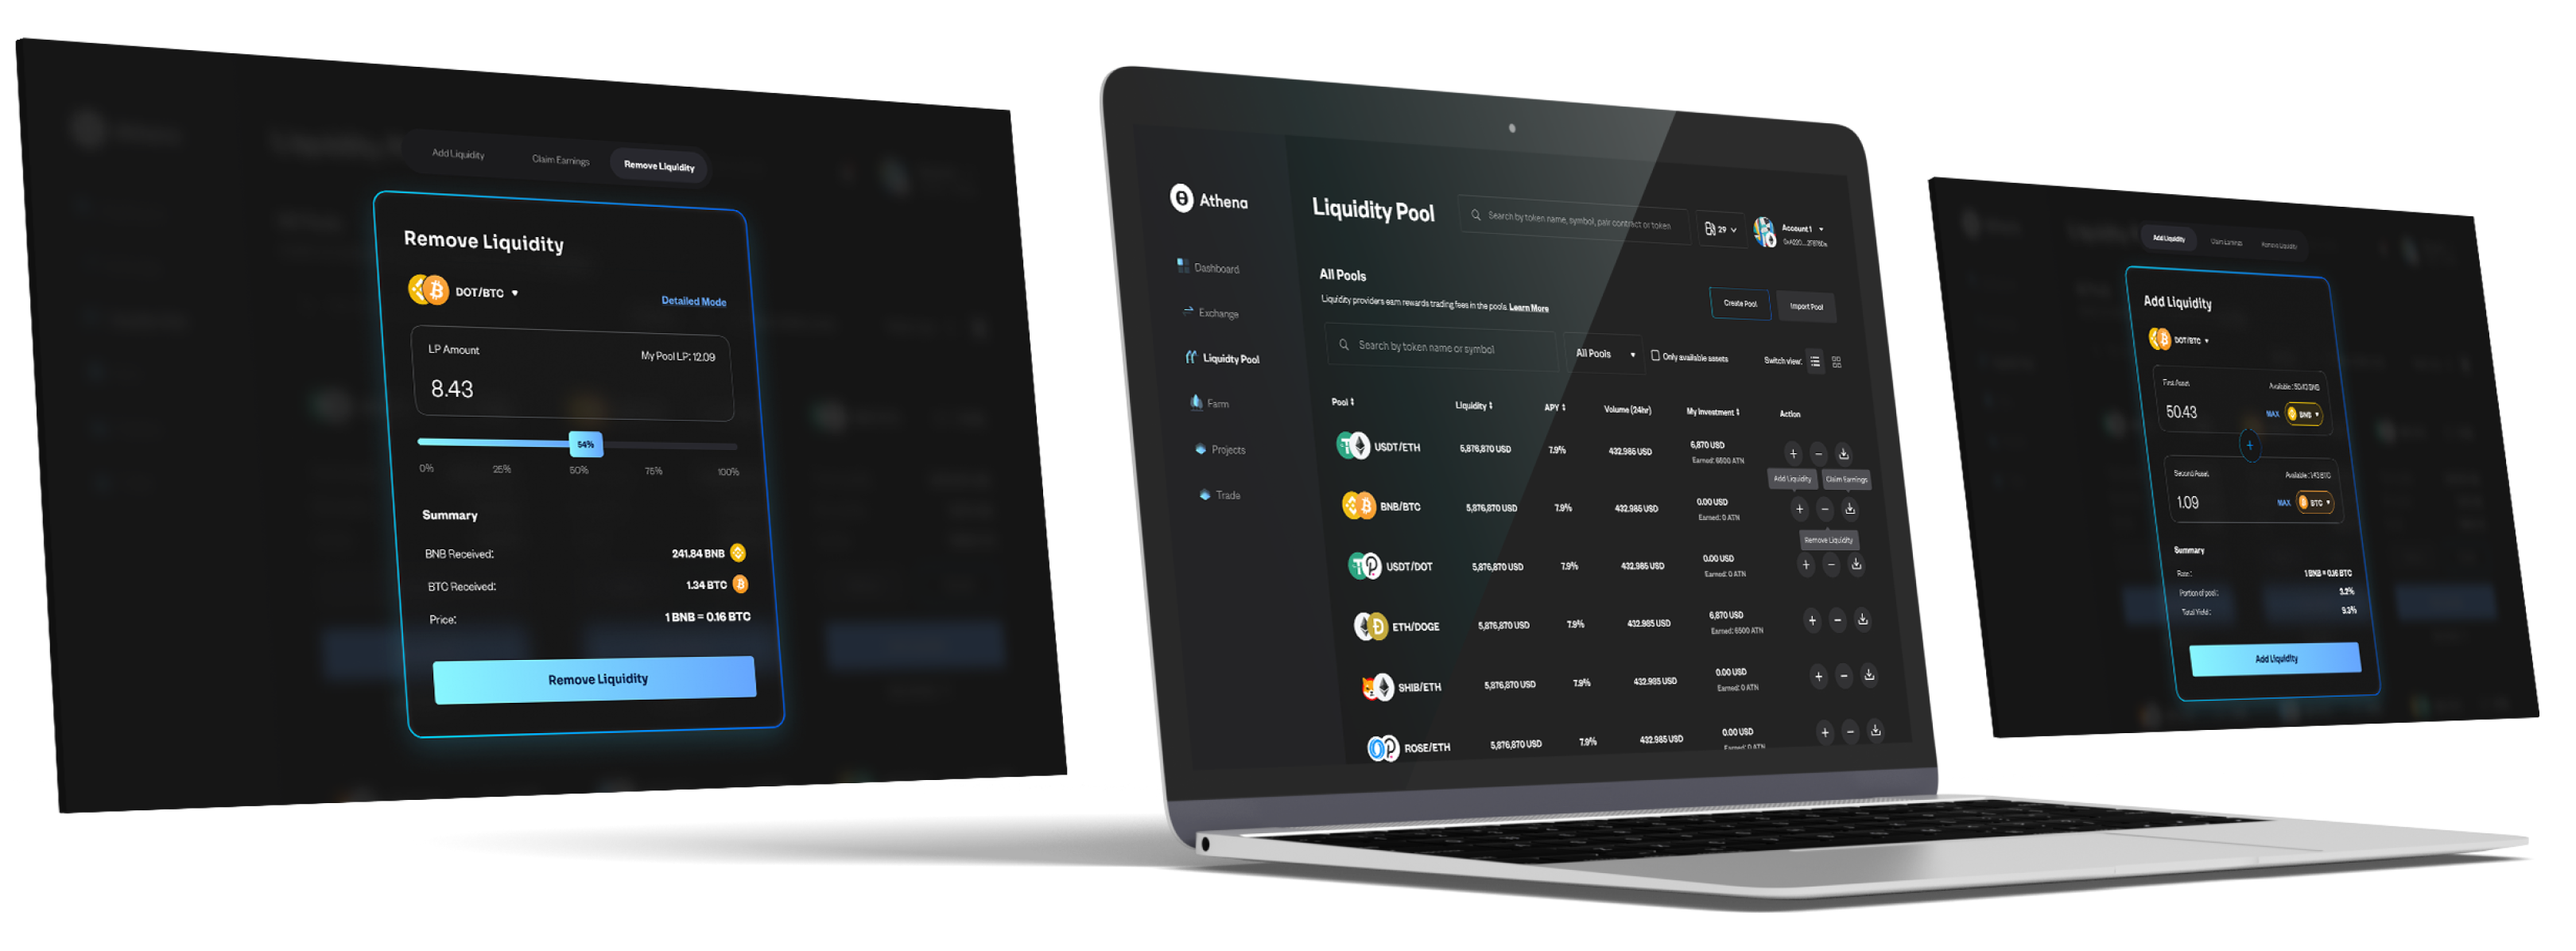 Add Liquidity
Claim Earnings
Remove Liquidity
Remove Liquidity
DOT/BTC
Detailed Mode
LP Amount
My Pool LP: 12.09
8.43
54%
0% 25% 50% 75% 100%
Summary
BNB Received: 241.84 BNB
BTC Received: 1.34 BTC
Price: 1 BNB = 0.16 BTC
Remove Liquidity
Athena
Dashboard
Exchange
Liquidity Pool
Farm
Projects
Trade
Liquidity Pool
Search by token name, symbol, pair contract or token
29
Account 1
All Pools
Liquidity providers earn rewards trading fees in the pools. Learn More
Create Pool
Import Pool
Search by token name or symbol
All Pools
Only available assets
Switch view:
Pool Liquidity APY Volume (24hr) My Investment Action
USDT/ETH 5,876,870 USD 7.9% 432.985 USD 6,870 USD
Earned: 6500 ATN
Add Liquidity
Claim Earnings
BNB/BTC 5,876,870 USD 7.9% 432.985 USD 0.00 USD
Earned: 0 ATN
Remove Liquidity
USDT/DOT 5,876,870 USD 7.9% 432.985 USD 0.00 USD
Earned: 0 ATN
ETH/DOGE 5,876,870 USD 7.9% 432.985 USD 6,870 USD
Earned: 6500 ATN
SHIB/ETH 5,876,870 USD 7.9% 432.985 USD 0.00 USD
Earned: 0 ATN
ROSE/ETH 5,876,870 USD 7.9% 432.985 USD 0.00 USD
Earned: 0 ATN
Add Liquidity
Claim Earnings
Remove Liquidity
Add Liquidity
DOT/BTC
First Asset
Available: 50.43 BNB
50.43
MAX
BNB
+
Second Asset
Available: 1.43 BTC
1.09
MAX
BTC
Summary
Rate: 1 BNB = 0.16 BTC
Portion of pool: 3.2%
Total Yield: 9.3%
Add Liquidity